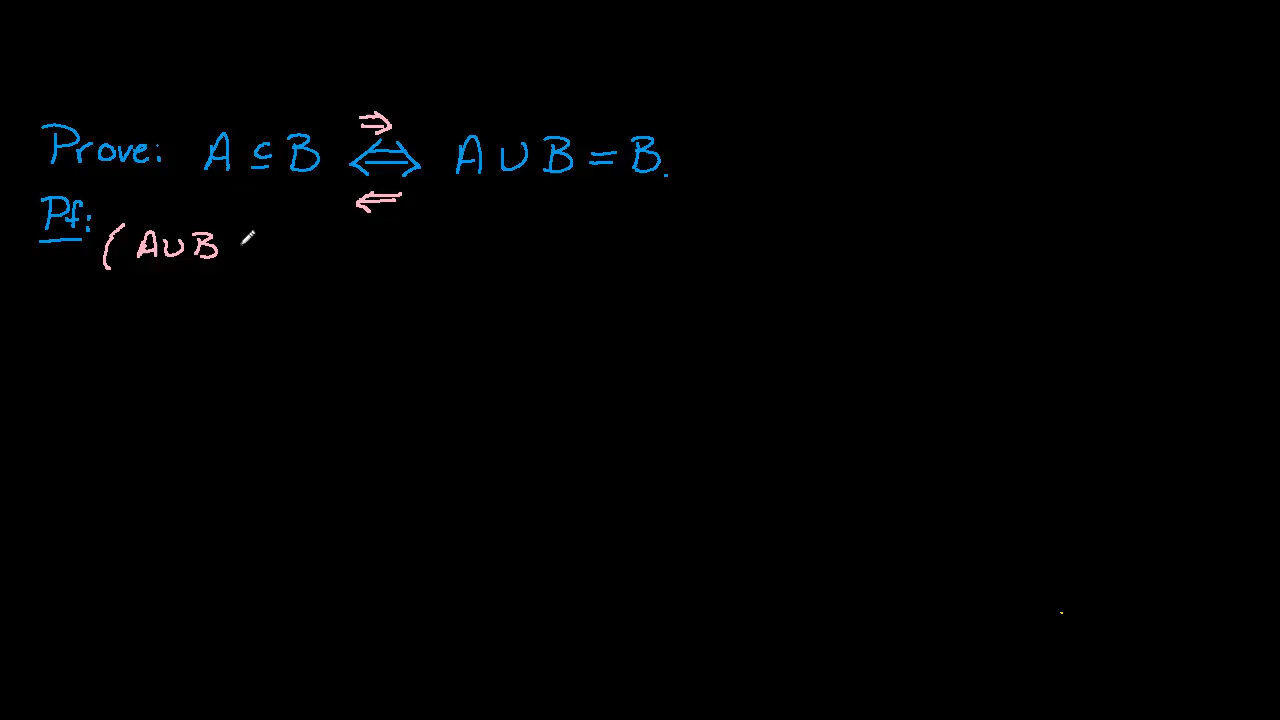 Prove: A ⊆ B ⇔ A ∪ B = B.
⇒
⇐
Pf:
( A∪B